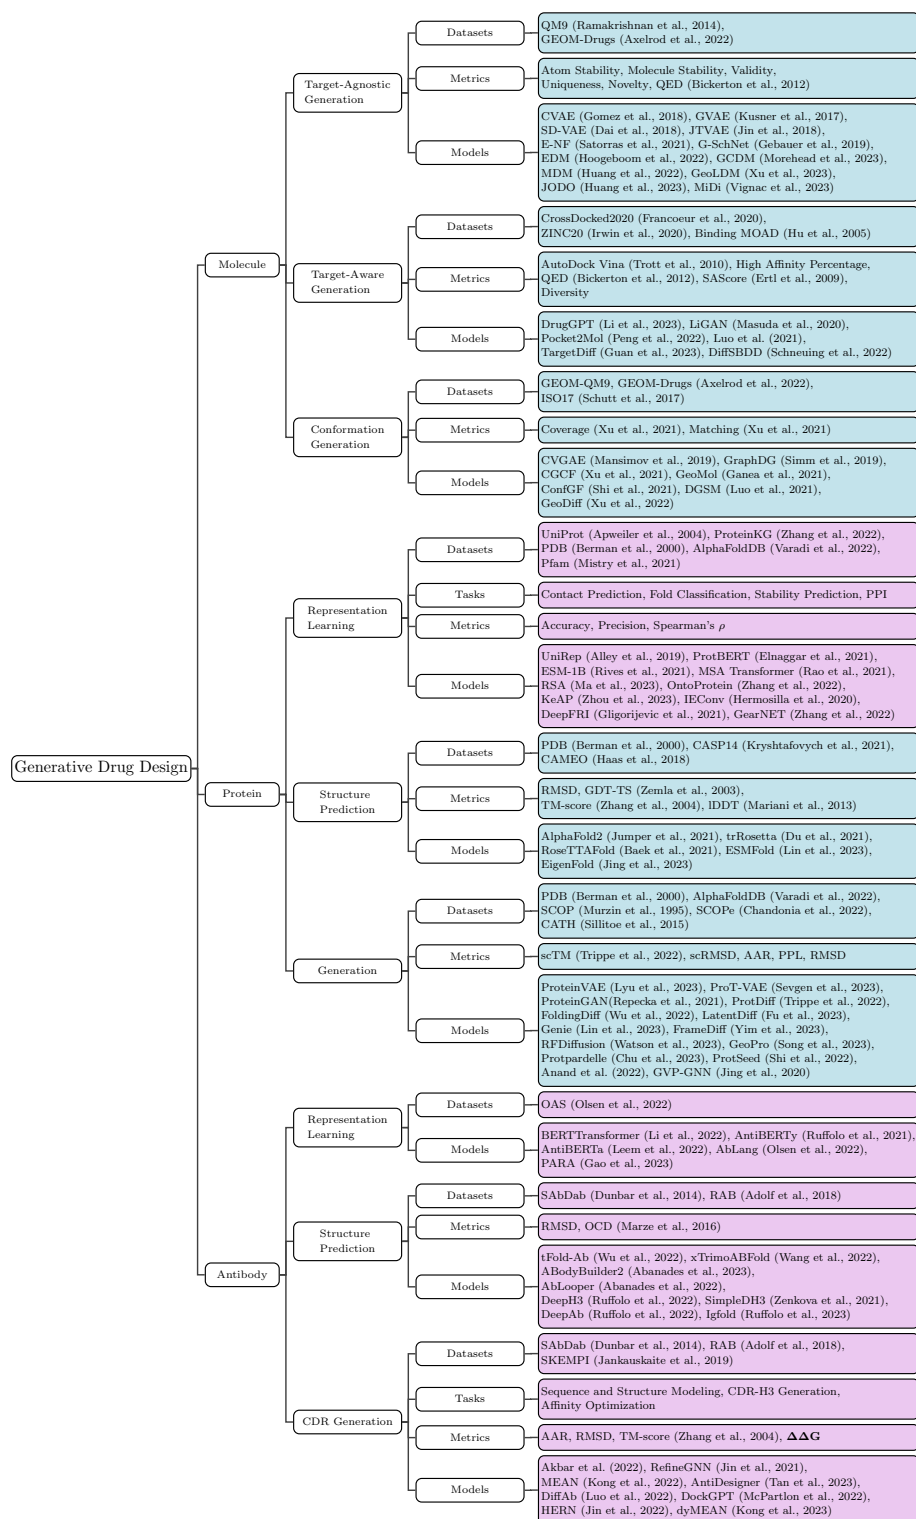 Generative Drug Design
Molecule
Target-Agnostic
Generation
Datasets
QM9 (Ramakrishnan et al., 2014),
GEOM-Drugs (Axelrod et al., 2022)
Metrics
Atom Stability, Molecule Stability, Validity,
Uniqueness, Novelty, QED (Bickerton et al., 2012)
Models
CVAE (Gomez et al., 2018), GVAE (Kusner et al., 2017),
SD-VAE (Dai et al., 2018), JTVAE (Jin et al., 2018),
E-NF (Satorras et al., 2021), G-SchNet (Gebauer et al., 2019),
EDM (Hoogeboom et al., 2022), GCDM (Morehead et al., 2023),
MDM (Huang et al., 2022), GeoLDM (Xu et al., 2023),
JODO (Huang et al., 2023), MiDi (Vignac et al., 2023)
Target-Aware
Generation
Datasets
CrossDocked2020 (Francoeur et al., 2020),
ZINC20 (Irwin et al., 2020), Binding MOAD (Hu et al., 2005)
Metrics
AutoDock Vina (Trott et al., 2010), High Affinity Percentage,
QED (Bickerton et al., 2012), SAScore (Ertl et al., 2009),
Diversity
Models
DrugGPT (Li et al., 2023), LiGAN (Masuda et al., 2020),
Pocket2Mol (Peng et al., 2022), Luo et al. (2021),
TargetDiff (Guan et al., 2023), DiffSBDD (Schneuing et al., 2022)
Conformation
Generation
Datasets
GEOM-QM9, GEOM-Drugs (Axelrod et al., 2022),
ISO17 (Schutt et al., 2017)
Metrics
Coverage (Xu et al., 2021), Matching (Xu et al., 2021)
Models
CVGAE (Mansimov et al., 2019), GraphDG (Simm et al., 2019),
CGCF (Xu et al., 2021), GeoMol (Ganea et al., 2021),
ConfGF (Shi et al., 2021), DGSM (Luo et al., 2021),
GeoDiff (Xu et al., 2022)
Protein
Representation
Learning
Datasets
UniProt (Apweiler et al., 2004), ProteinKG (Zhang et al., 2022),
PDB (Berman et al., 2000), AlphaFoldDB (Varadi et al., 2022),
Pfam (Mistry et al., 2021)
Tasks
Contact Prediction, Fold Classification, Stability Prediction, PPI
Metrics
Accuracy, Precision, Spearman's ρ
Models
UniRep (Alley et al., 2019), ProtBERT (Elnaggar et al., 2021),
ESM-1B (Rives et al., 2021), MSA Transformer (Rao et al., 2021),
RSA (Ma et al., 2023), OntoProtein (Zhang et al., 2022),
KeAP (Zhou et al., 2023), IEConv (Hermosilla et al., 2020),
DeepFRI (Gligorijevic et al., 2021), GearNET (Zhang et al., 2022)
Structure
Prediction
Datasets
PDB (Berman et al., 2000), CASP14 (Kryshtafovych et al., 2021),
CAMEO (Haas et al., 2018)
Metrics
RMSD, GDT-TS (Zemla et al., 2003),
TM-score (Zhang et al., 2004), lDDT (Mariani et al., 2013)
Models
AlphaFold2 (Jumper et al., 2021), trRosetta (Du et al., 2021),
RoseTTAFold (Baek et al., 2021), ESMFold (Lin et al., 2023),
EigenFold (Jing et al., 2023)
Generation
Datasets
PDB (Berman et al., 2000), AlphaFoldDB (Varadi et al., 2022),
SCOP (Murzin et al., 1995), SCOPe (Chandonia et al., 2022),
CATH (Sillitoe et al., 2015)
Metrics
scTM (Trippe et al., 2022), scRMSD, AAR, PPL, RMSD
Models
ProteinVAE (Lyu et al., 2023), ProT-VAE (Sevgen et al., 2023),
ProteinGAN(Repecka et al., 2021), ProtDiff (Trippe et al., 2022),
FoldingDiff (Wu et al., 2022), LatentDiff (Fu et al., 2023),
Genie (Lin et al., 2023), FrameDiff (Yim et al., 2023),
RFDiffusion (Watson et al., 2023), GeoPro (Song et al., 2023),
Protpardelle (Chu et al., 2023), ProtSeed (Shi et al., 2022),
Anand et al. (2022), GVP-GNN (Jing et al., 2020)
Antibody
Representation
Learning
Datasets
OAS (Olsen et al., 2022)
Models
BERTTransformer (Li et al., 2022), AntiBERTy (Ruffolo et al., 2021),
AntiBERTa (Leem et al., 2022), AbLang (Olsen et al., 2022),
PARA (Gao et al., 2023)
Structure
Prediction
Datasets
SAbDab (Dunbar et al., 2014), RAB (Adolf et al., 2018)
Metrics
RMSD, OCD (Marze et al., 2016)
Models
tFold-Ab (Wu et al., 2022), xTrimoABFold (Wang et al., 2022),
ABodyBuilder2 (Abanades et al., 2023),
AbLooper (Abanades et al., 2022),
DeepH3 (Ruffolo et al., 2022), SimpleDH3 (Zenkova et al., 2021),
DeepAb (Ruffolo et al., 2022), Igfold (Ruffolo et al., 2023)
CDR Generation
Datasets
SAbDab (Dunbar et al., 2014), RAB (Adolf et al., 2018),
SKEMPI (Jankauskaite et al., 2019)
Tasks
Sequence and Structure Modeling, CDR-H3 Generation,
Affinity Optimization
Metrics
AAR, RMSD, TM-score (Zhang et al., 2004), ΔΔG
Models
Akbar et al. (2022), RefineGNN (Jin et al., 2021),
MEAN (Kong et al., 2022), AntiDesigner (Tan et al., 2023),
DiffAb (Luo et al., 2022), DockGPT (McPartlon et al., 2022),
HERN (Jin et al., 2022), dyMEAN (Kong et al., 2023)